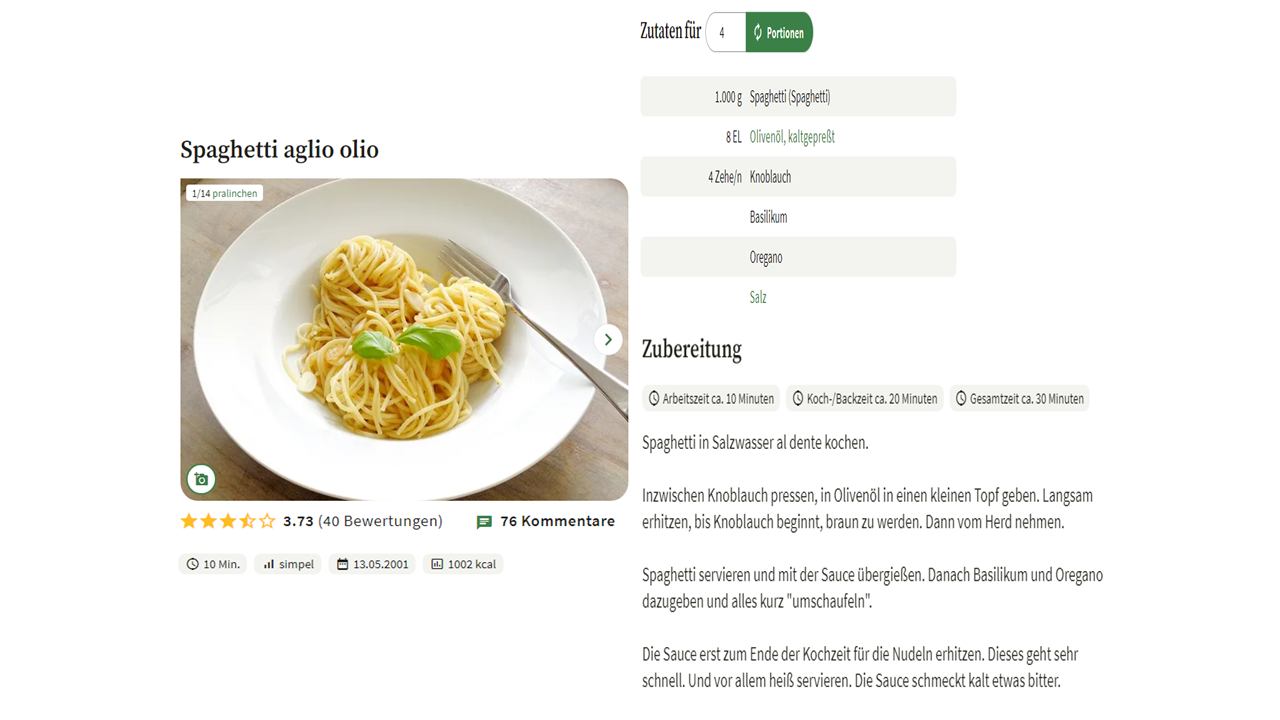 Spaghetti aglio olio
1/14 pralinchen
3.73 (40 Bewertungen)
76 Kommentare
10 Min.
simpel
13.05.2001
1002 kcal
Zutaten für 4 Portionen
1.000 g Spaghetti (Spaghetti)
8 EL Olivenöl, kaltgepreßt
4 Zehe/n Knoblauch
Basilikum
Oregano
Salz
Zubereitung
Arbeitszeit ca. 10 Minuten
Koch-/Backzeit ca. 20 Minuten
Gesamtzeit ca. 30 Minuten
Spaghetti in Salzwasser al dente kochen.
Inzwischen Knoblauch pressen, in Olivenöl in einen kleinen Topf geben. Langsam
erhitzen, bis Knoblauch beginnt, braun zu werden. Dann vom Herd nehmen.
Spaghetti servieren und mit der Sauce übergießen. Danach Basilikum und Oregano
dazugeben und alles kurz "umschaufeln".
Die Sauce erst zum Ende der Kochzeit für die Nudeln erhitzen. Dieses geht sehr
schnell. Und vor allem heiß servieren. Die Sauce schmeckt kalt etwas bitter.